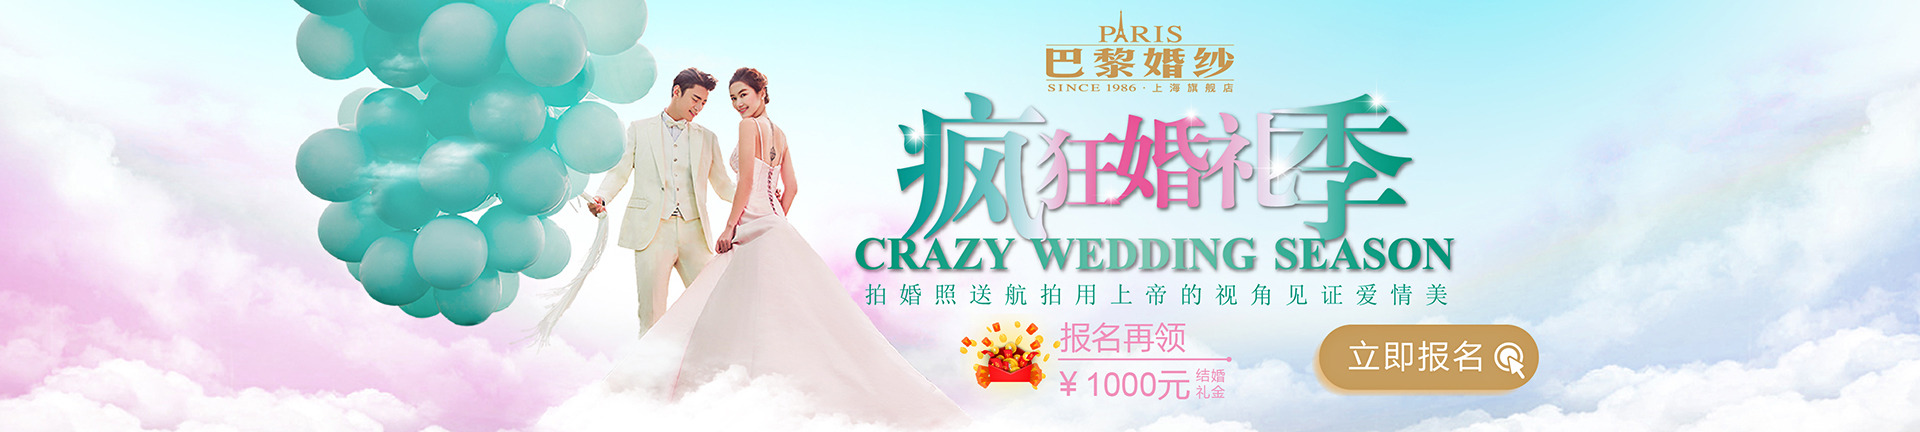 PARIS
巴黎婚纱
SINCE 1986·上海旗舰店
疯狂婚礼季
CRAZY WEDDING SEASON
拍婚照送航拍用上帝的视角见证爱情美
报名再领
¥1000元
结婚
礼金
立即报名